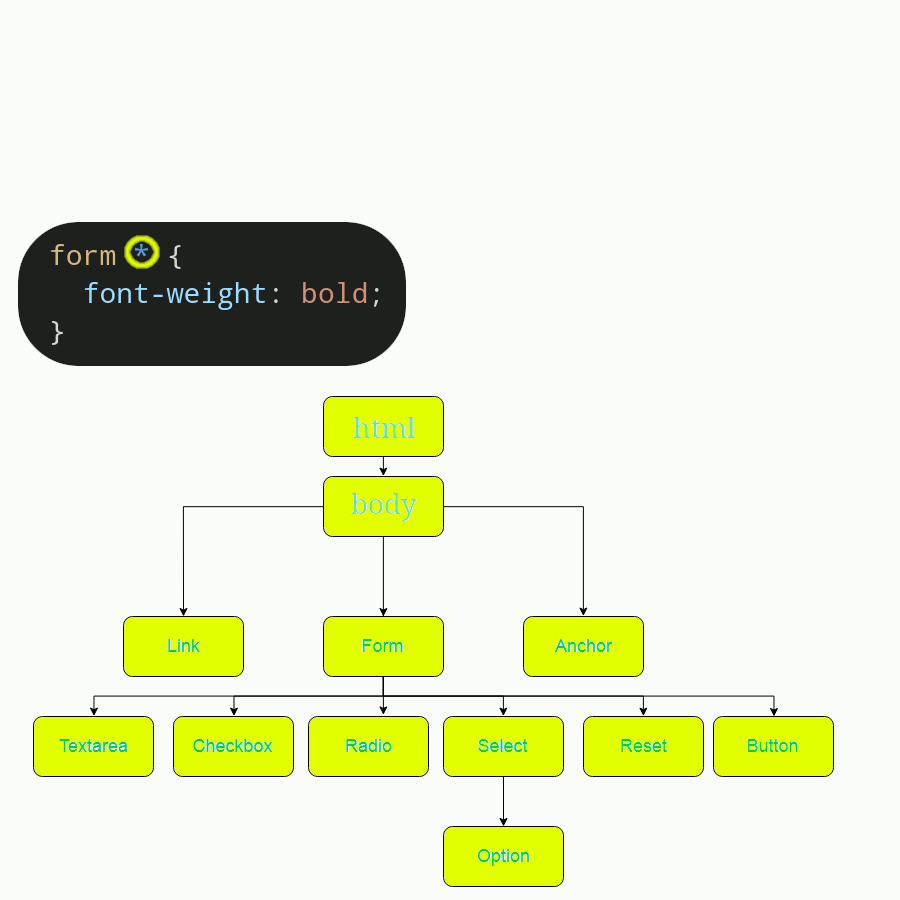 form * {
font-weight: bold;
}
html
body
Link Form Anchor
Textarea Checkbox Radio Select Reset Button
Option